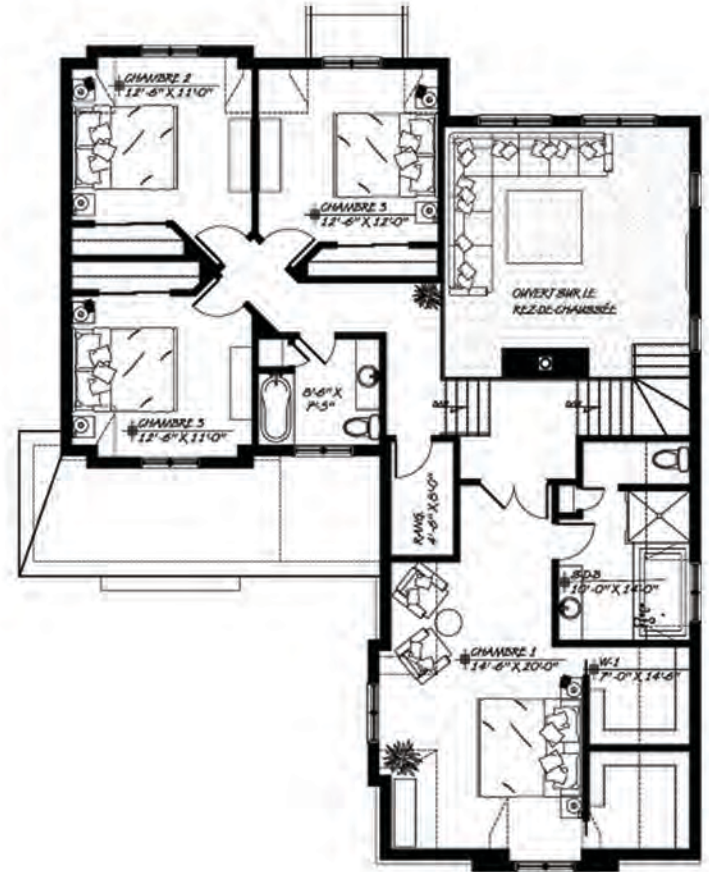 CHAMBRE 2
12'-6" X 11'0"
CHAMBRE 3
12'-6" X 12'0"
OUVERT SUR LE
REZ-DE-CHAUSSÉE
CHAMBRE 3
12'-6" X 11'0"
8'-6" X
7'-5"
RANG.
4'-6" X 8'-0"
S-D-B
10'-0" X 14'-0"
CHAMBRE 1
14'-6" X 20'0"
W-1
7'-0" X 14'6"